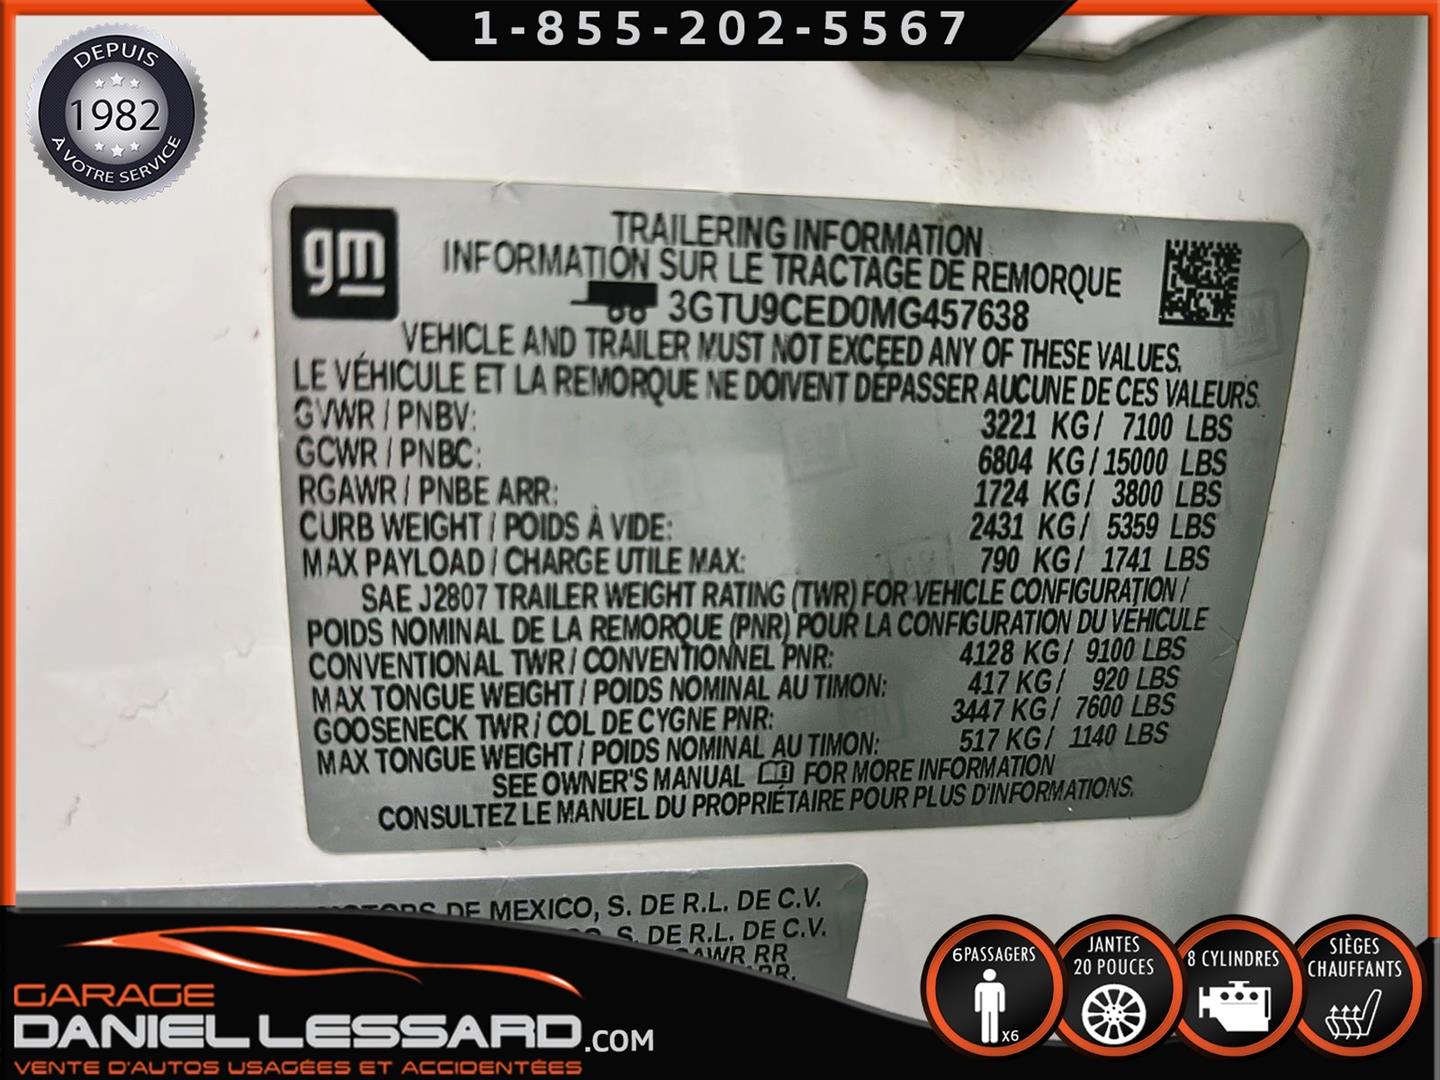 1-855-202-5567
DEPUIS
1982
À VOTRE SERVICE
gm
TRAILERING INFORMATION
INFORMATION SUR LE TRACTAGE DE REMORQUE
3GTU9CED0MG457638
VEHICLE AND TRAILER MUST NOT EXCEED ANY OF THESE VALUES.
LE VÉHICULE ET LA REMORQUE NE DOIVENT DÉPASSER AUCUNE DE CES VALEURS.
GVWR / PNBV: 3221 KG / 7100 LBS
GCWR / PNBC: 6804 KG / 15000 LBS
RGAWR / PNBE ARR: 1724 KG / 3800 LBS
CURB WEIGHT / POIDS À VIDE: 2431 KG / 5359 LBS
MAX PAYLOAD / CHARGE UTILE MAX: 790 KG / 1741 LBS
SAE J2807 TRAILER WEIGHT RATING (TWR) FOR VEHICLE CONFIGURATION /
POIDS NOMINAL DE LA REMORQUE (PNR) POUR LA CONFIGURATION DU VÉHICULE
CONVENTIONAL TWR / CONVENTIONNEL PNR: 4128 KG / 9100 LBS
MAX TONGUE WEIGHT / POIDS NOMINAL AU TIMON: 417 KG / 920 LBS
GOOSENECK TWR / COL DE CYGNE PNR: 3447 KG / 7600 LBS
MAX TONGUE WEIGHT / POIDS NOMINAL AU TIMON: 517 KG / 1140 LBS
SEE OWNER'S MANUAL FOR MORE INFORMATION
CONSULTEZ LE MANUEL DU PROPRIÉTAIRE POUR PLUS D'INFORMATIONS.
DE MEXICO, S. DE R.L. DE C.V.
S. DE R.L. DE C.V.
RR
GARAGE
DANIEL LESSARD.COM
VENTE D'AUTOS USAGÉES ET ACCIDENTÉES
6 PASSAGERS
X6
JANTES
20 POUCES
8 CYLINDRES
SIÈGES
CHAUFFANTS